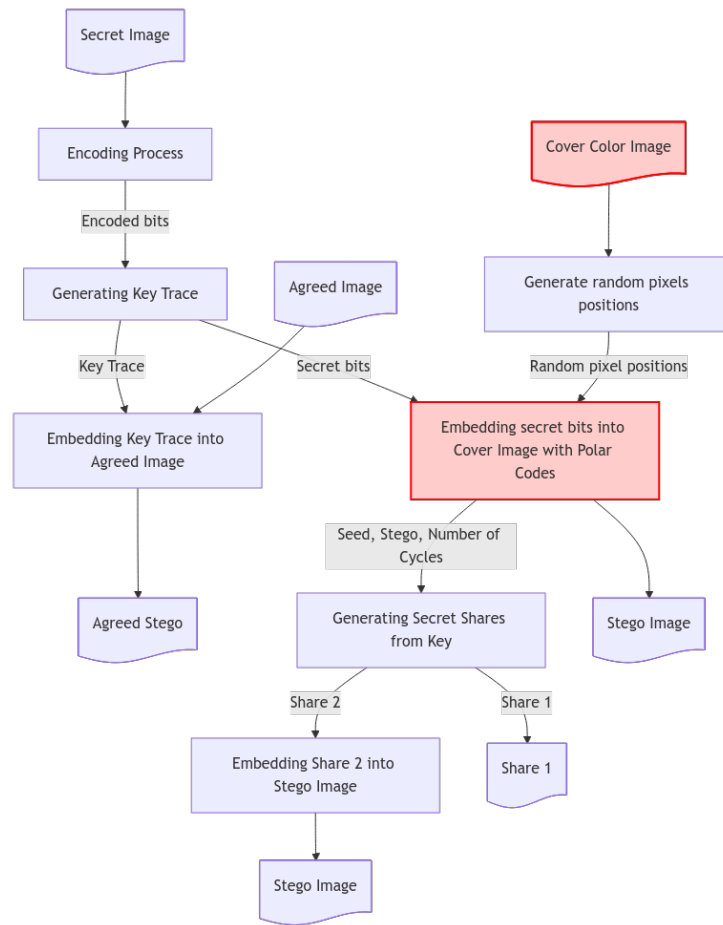 Secret Image
Encoding Process
Cover Color Image
Encoded bits
Generating Key Trace
Agreed Image
Generate random pixels
positions
Key Trace
Secret bits
Random pixel positions
Embedding Key Trace into
Agreed Image
Embedding secret bits into
Cover Image with Polar
Codes
Seed, Stego, Number of
Cycles
Agreed Stego
Generating Secret Shares
from Key
Stego Image
Share 2
Share 1
Embedding Share 2 into
Stego Image
Share 1
Stego Image